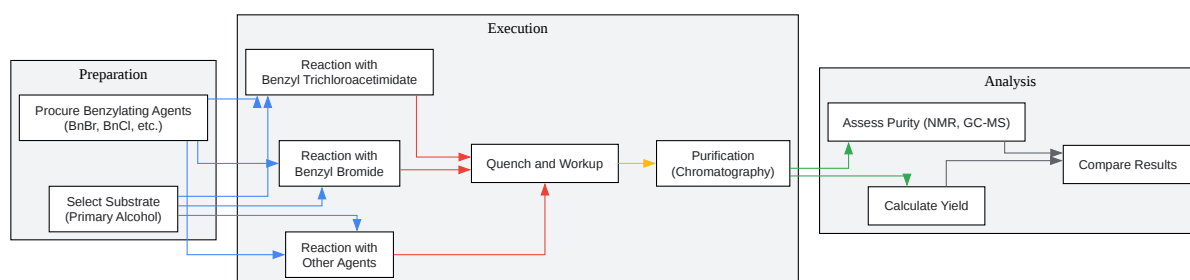 Preparation
Procure Benzylating Agents
(BnBr, BnCl, etc.)
Select Substrate
(Primary Alcohol)
Execution
Reaction with
Benzyl Trichloroacetimidate
Reaction with
Benzyl Bromide
Reaction with
Other Agents
Quench and Workup
Purification
(Chromatography)
Analysis
Assess Purity (NMR, GC-MS)
Calculate Yield
Compare Results